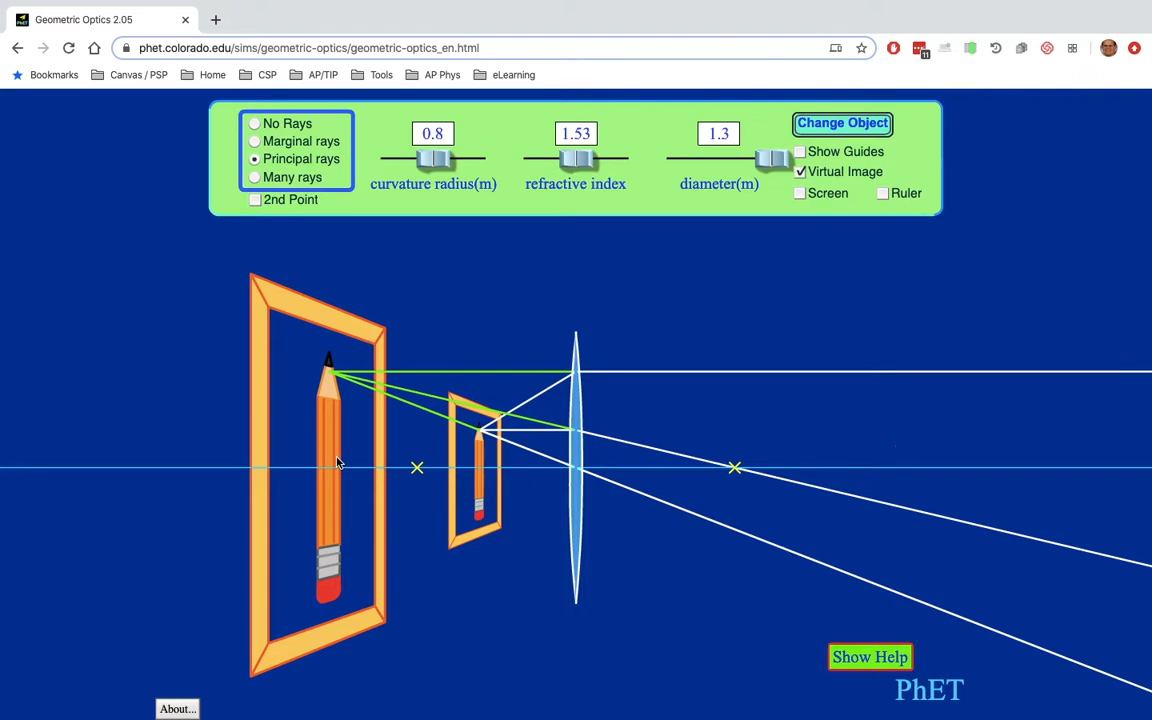 Geometric Optics 2.05
phet.colorado.edu/sims/geometric-optics/geometric-optics_en.html
11
Bookmarks Canvas / PSP Home CSP AP/TIP Tools AP Phys eLearning
No Rays
Marginal rays
Principal rays
Many rays
2nd Point
0.8
curvature radius(m)
1.53
refractive index
1.3
diameter(m)
Change Object
Show Guides
Virtual Image
Screen Ruler
Show Help
PhET
About...